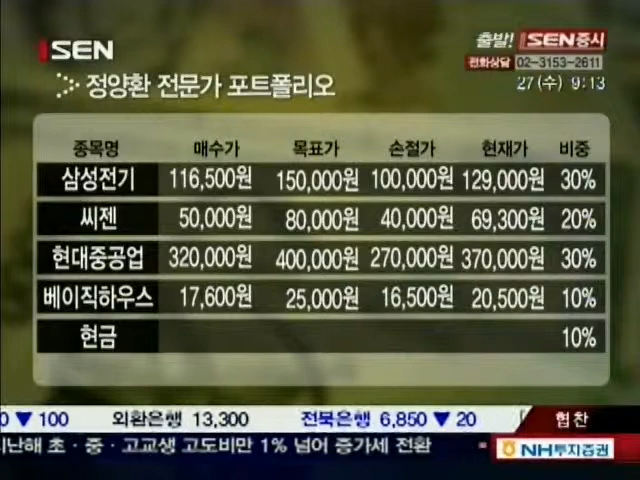 SEN
출발! SEN증시
전화상담 02-3153-2611
정양환 전문가 포트폴리오
27(수) 9:13
종목명 매수가 목표가 손절가 현재가 비중
삼성전기 116,500원 150,000원 100,000원 129,000원 30%
씨젠 50,000원 80,000원 40,000원 69,300원 20%
현대중공업 320,000원 400,000원 270,000원 370,000원 30%
베이직하우스 17,600원 25,000원 16,500원 20,500원 10%
현금 10%
0 ▼ 100 외환은행 13,300 전북은행 6,850 ▼ 20 협찬
지난해 초·중·고교생 고도비만 1% 넘어 증가세 전환 NH투자증권